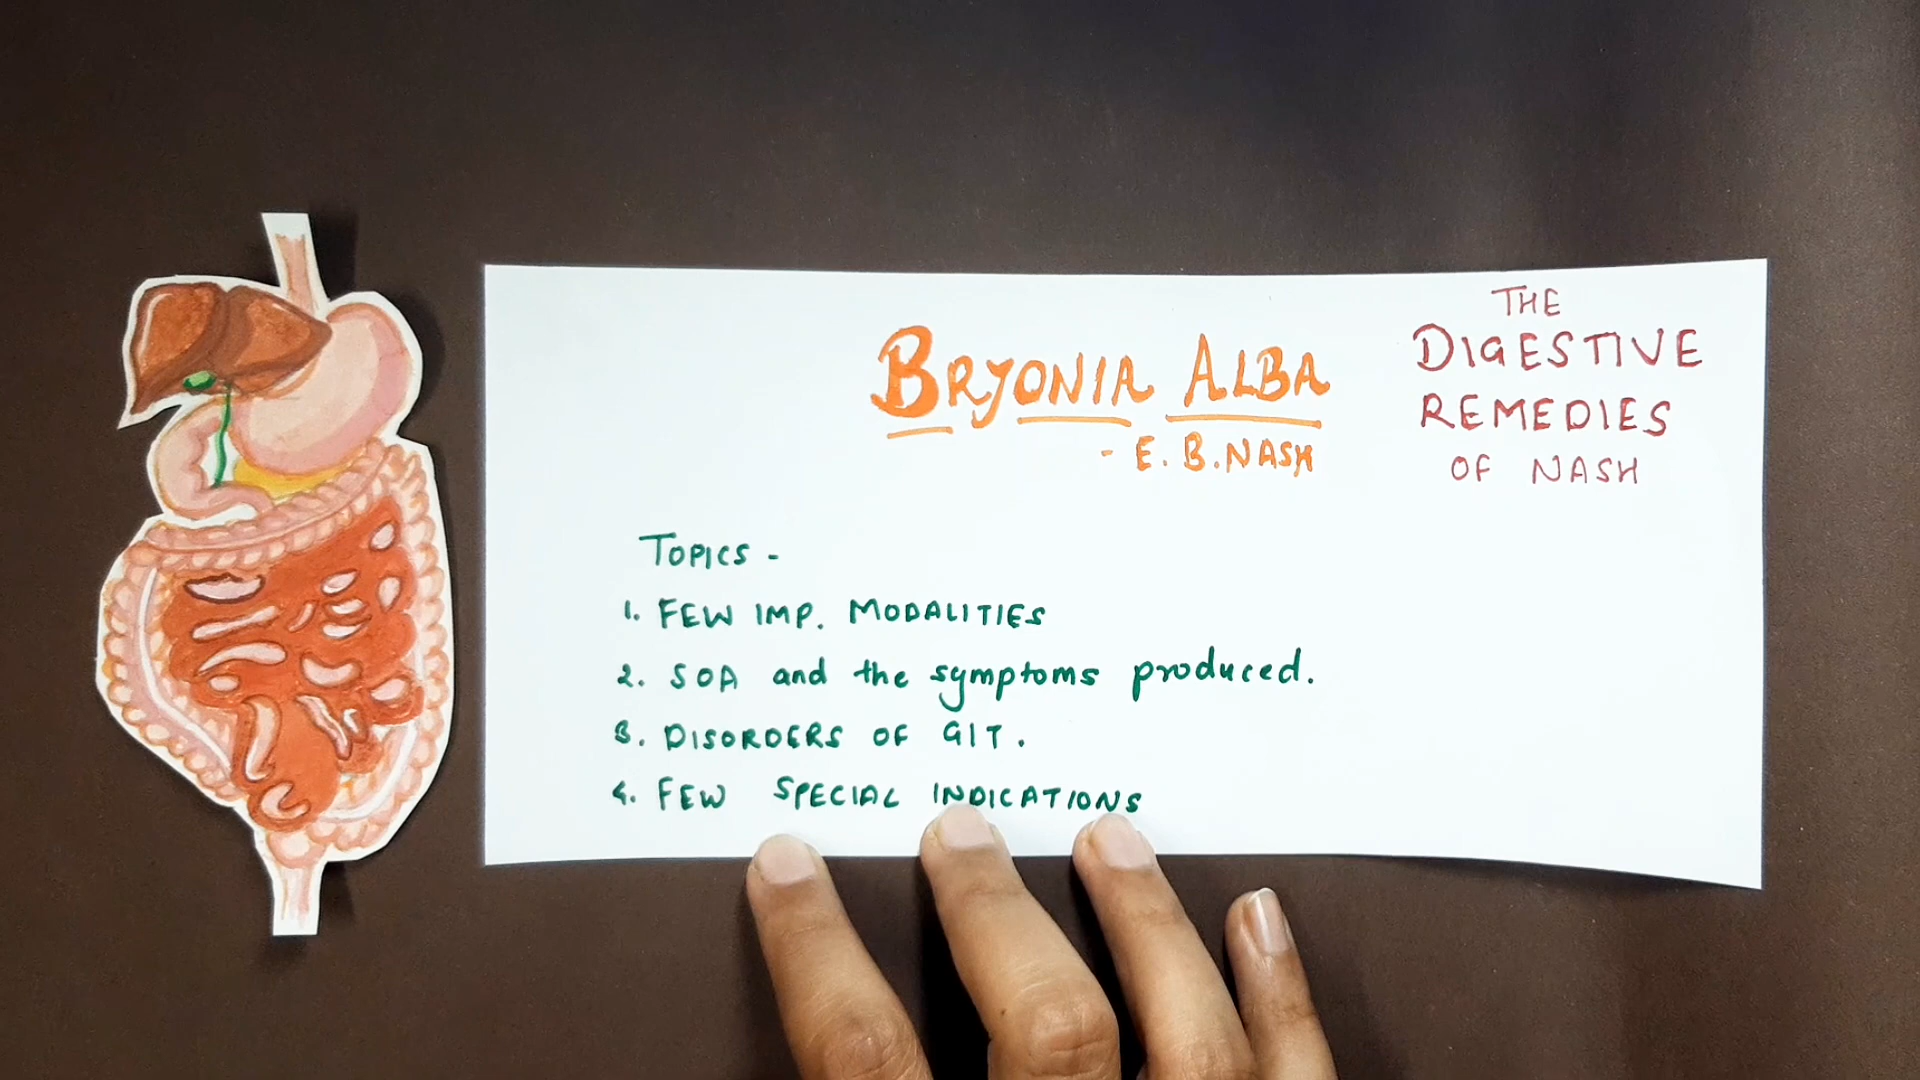 BRYONIA ALBA
- E. B. NASH
THE
DIGESTIVE
REMEDIES
OF NASH
TOPICS -
1. FEW IMP. MODALITIES
2. SOA and the symptoms produced.
3. DISORDERS OF GIT.
4. FEW SPECIAL INDICATIONS